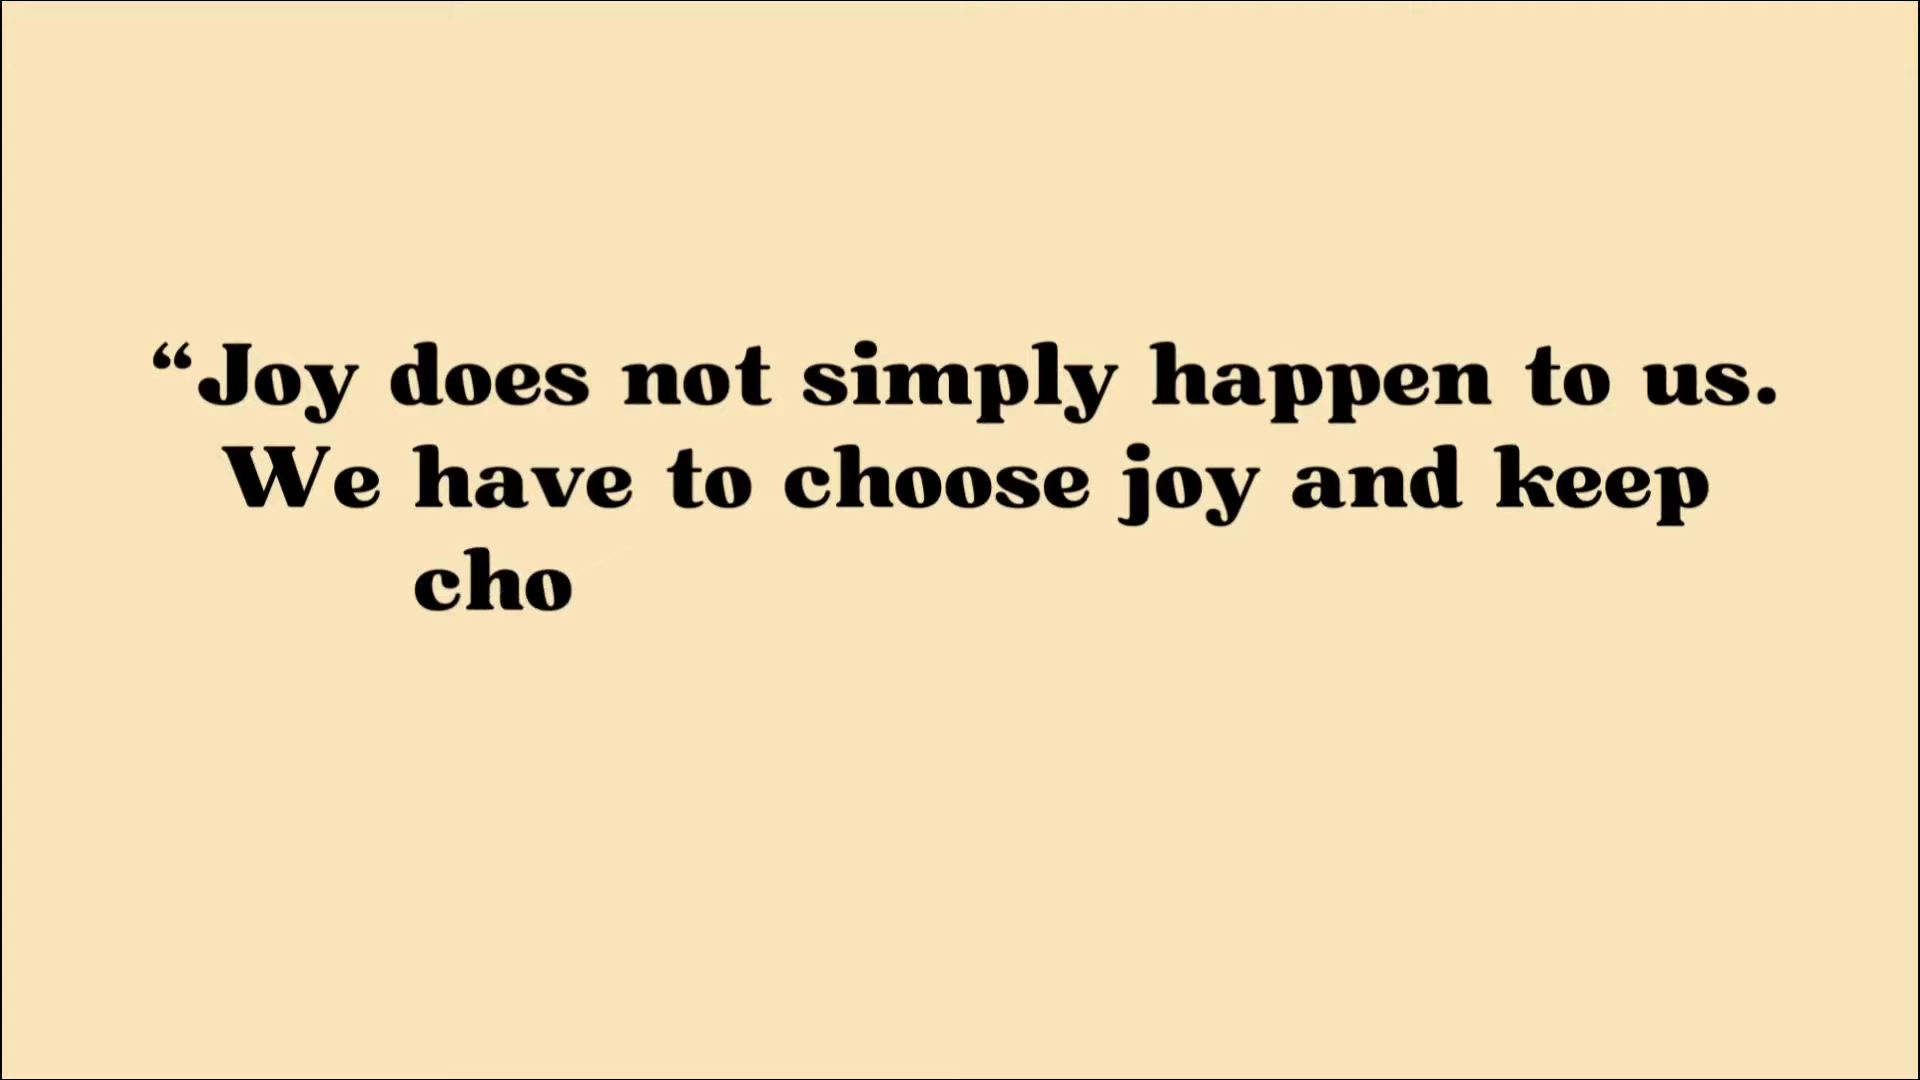 “Joy does not simply happen to us.
We have to choose joy and keep
cho